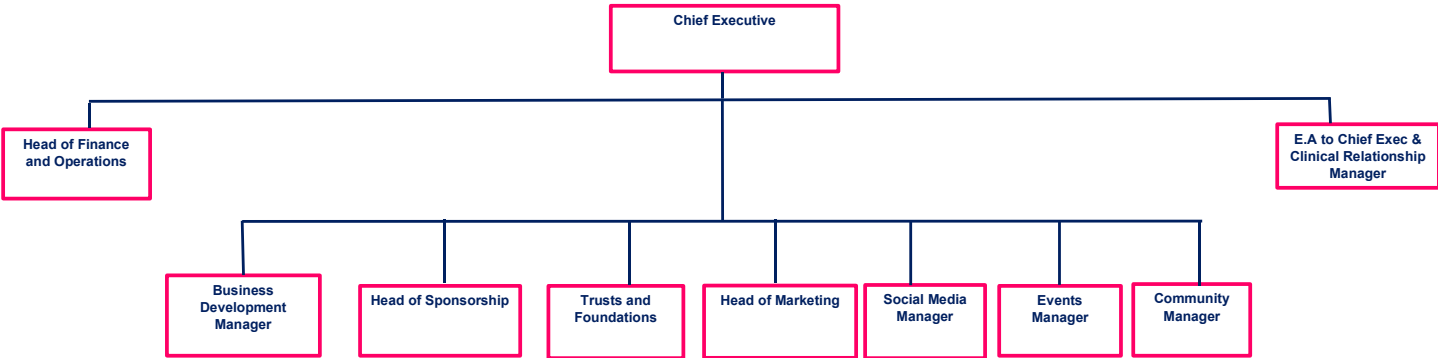 Chief Executive
Head of Finance
and Operations
E.A to Chief Exec &
Clinical Relationship
Manager
Business
Development
Manager
Head of Sponsorship
Trusts and
Foundations
Head of Marketing
Social Media
Manager
Events
Manager
Community
Manager